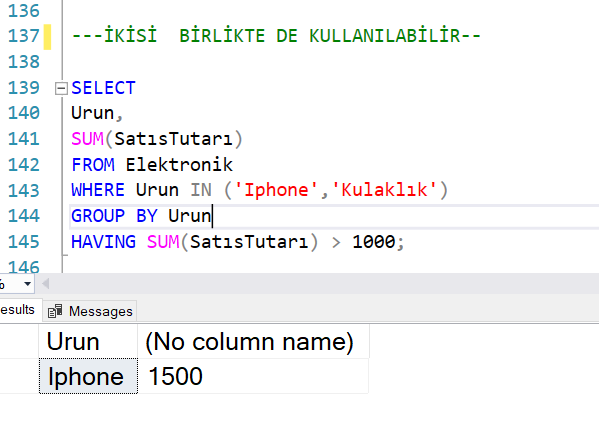 136
137 ---İKİSİ  BİRLİKTE DE KULLANILABİLİR--
138
139 SELECT
140 Urun,
141 SUM(SatısTutarı)
142 FROM Elektronik
143 WHERE Urun IN ('Iphone','Kulaklık')
144 GROUP BY Urun
145 HAVING SUM(SatısTutarı) > 1000;
146
%
esults Messages
Urun (No column name)
Iphone 1500